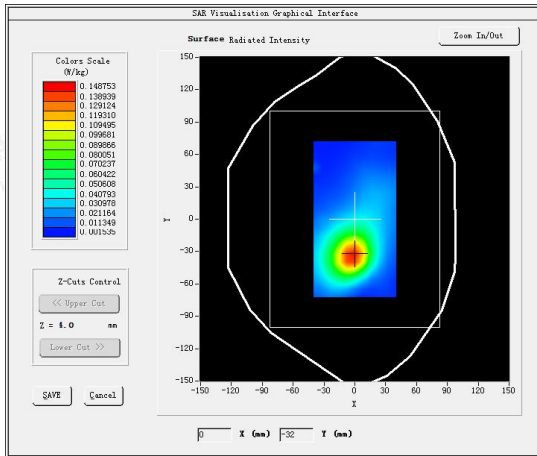 SAR Visualisation Graphical Interface
Surface Radiated Intensity
Zoom In/Out
Colors Scale
(W/kg)
0.148753
0.138939
0.129124
0.119310
0.109495
0.099681
0.089866
0.080051
0.070237
0.060422
0.050608
0.040793
0.030978
0.021164
0.011349
0.001535
Z-Cuts Control
<< Upper Cut
Z = 4.0 mm
Lower Cut >>
SAVE
Cancel
150
120
90
60
30
0
-30
-60
-90
-120
-150
Y
-150 -120 -90 -60 -30 0 30 60 90 120 150
X
0 X (mm) -32 Y (mm)